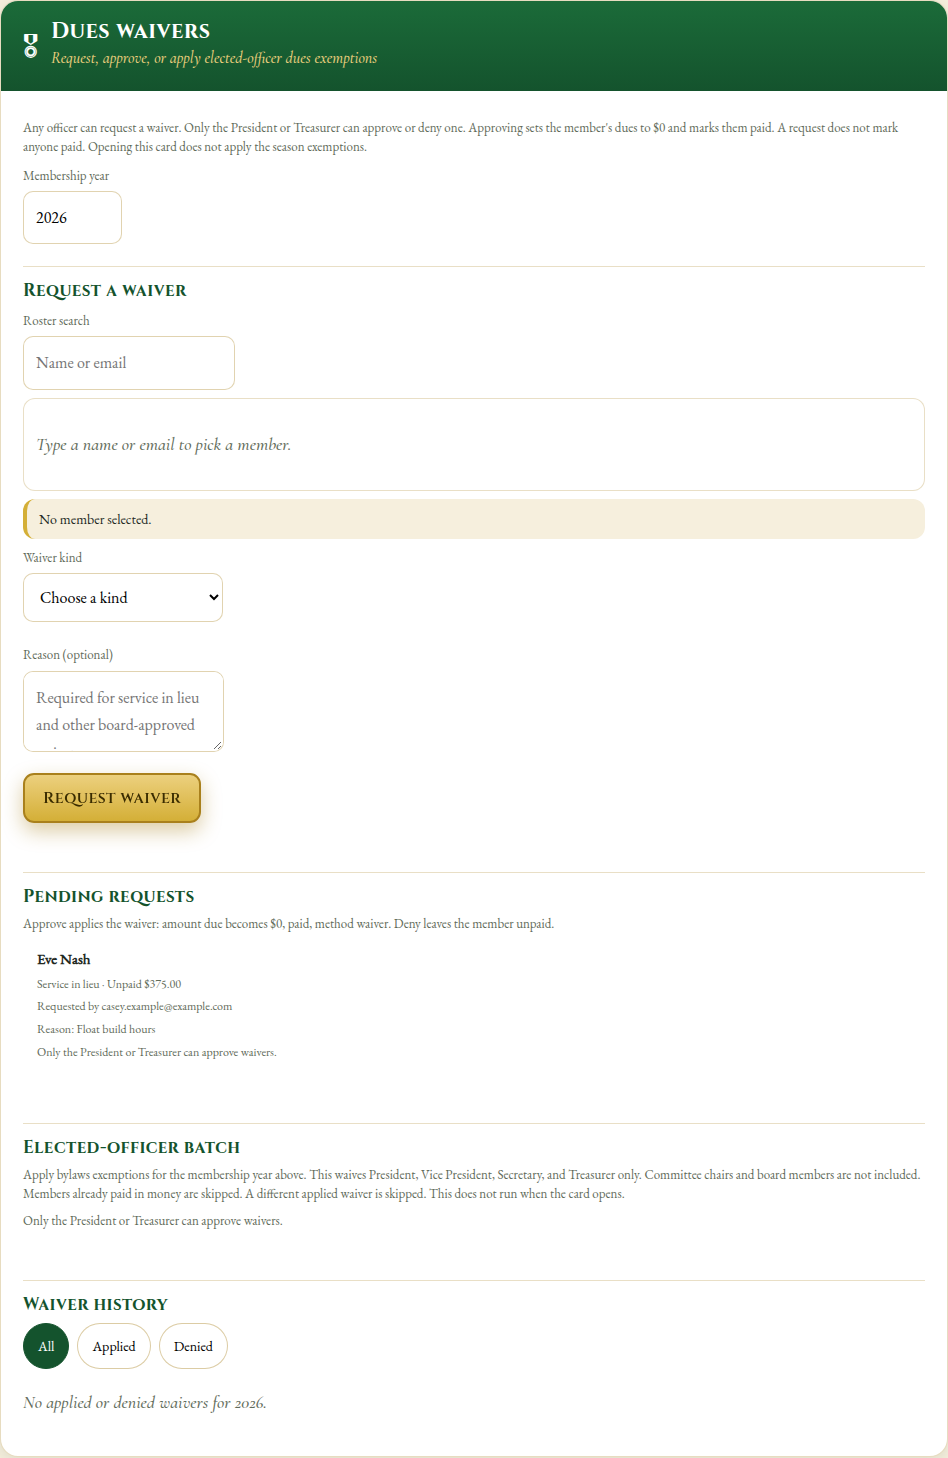 Dues waivers
Request, approve, or apply elected-officer dues exemptions
Any officer can request a waiver. Only the President or Treasurer can approve or deny one. Approving sets the member's dues to $0 and marks them paid. A request does not mark
anyone paid. Opening this card does not apply the season exemptions.
Membership year
2026
Request a waiver
Roster search
Name or email
Type a name or email to pick a member.
No member selected.
Waiver kind
Choose a kind
Reason (optional)
Required for service in lieu
and other board-approved
Request waiver
Pending requests
Approve applies the waiver: amount due becomes $0, paid, method waiver. Deny leaves the member unpaid.
Eve Nash
Service in lieu · Unpaid $375.00
Requested by casey.example@example.com
Reason: Float build hours
Only the President or Treasurer can approve waivers.
Elected-officer batch
Apply bylaws exemptions for the membership year above. This waives President, Vice President, Secretary, and Treasurer only. Committee chairs and board members are not included.
Members already paid in money are skipped. A different applied waiver is skipped. This does not run when the card opens.
Only the President or Treasurer can approve waivers.
Waiver history
All
Applied
Denied
No applied or denied waivers for 2026.